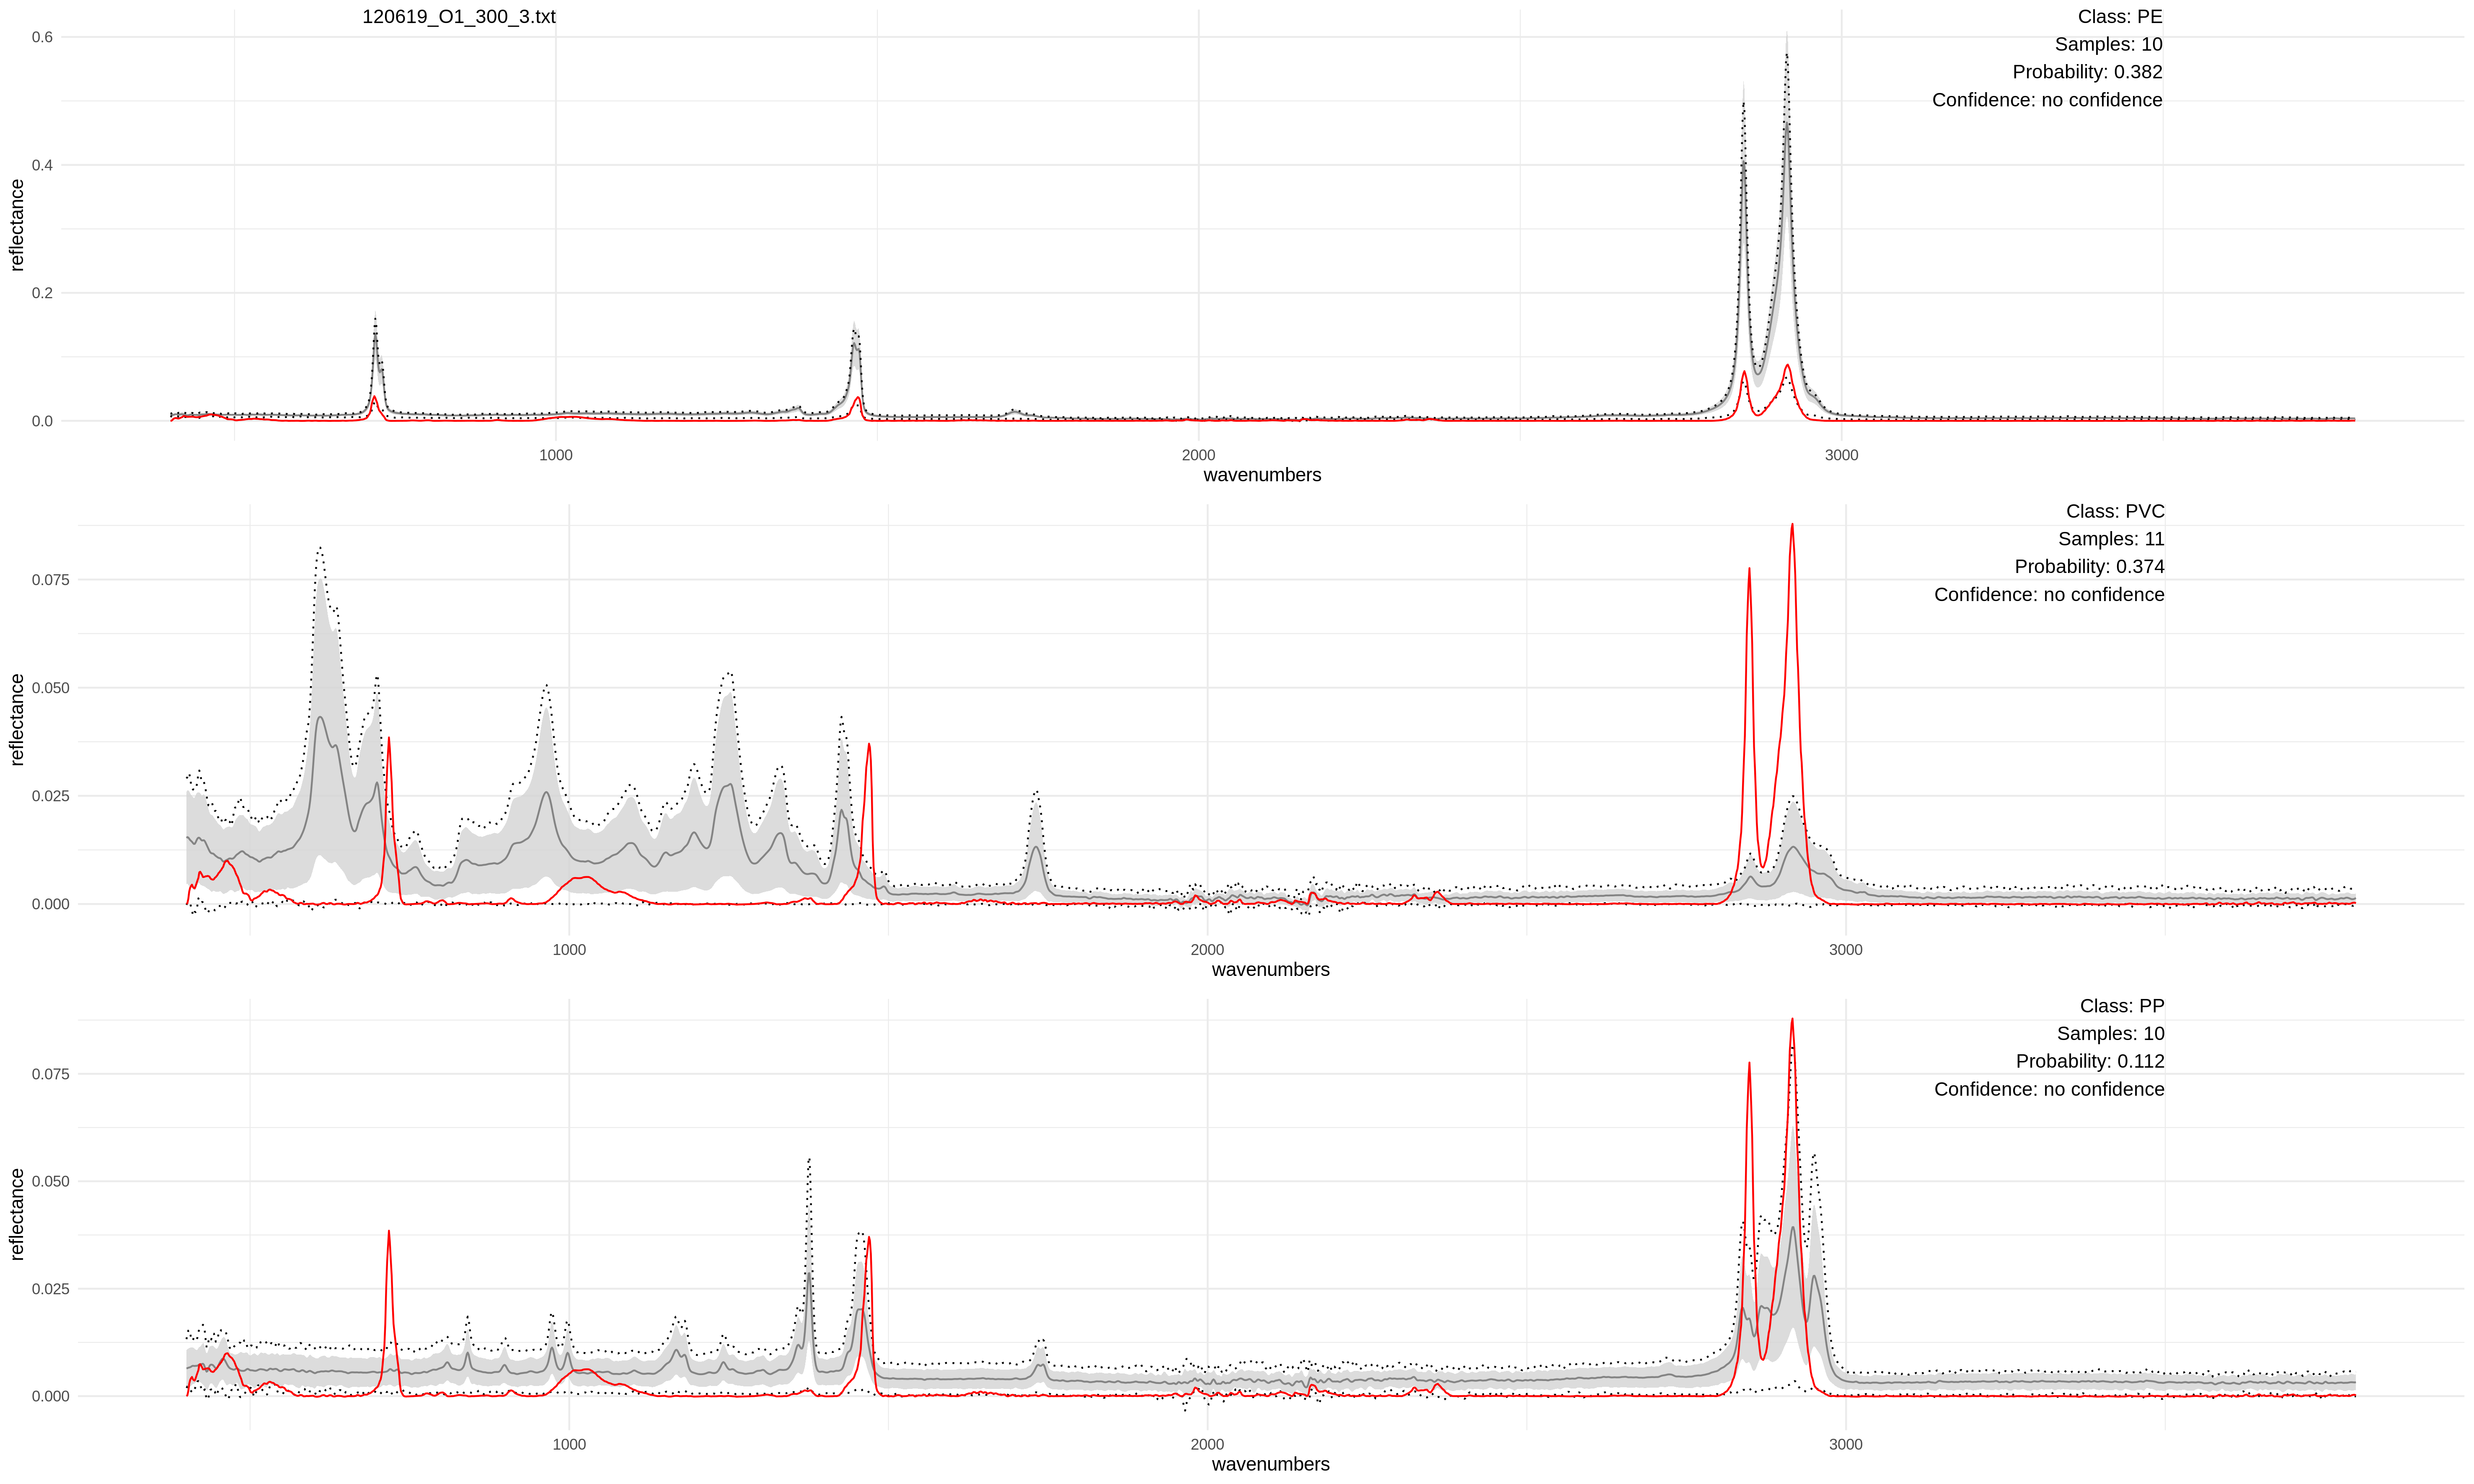 120619_O1_300_3.txt
Class: PE
Samples: 10
Probability: 0.382
Confidence: no confidence
reflectance
0.6
0.4
0.2
0.0
1000 2000 3000
wavenumbers
Class: PVC
Samples: 11
Probability: 0.374
Confidence: no confidence
reflectance
0.075
0.050
0.025
0.000
1000 2000 3000
wavenumbers
Class: PP
Samples: 10
Probability: 0.112
Confidence: no confidence
reflectance
0.075
0.050
0.025
0.000
1000 2000 3000
wavenumbers